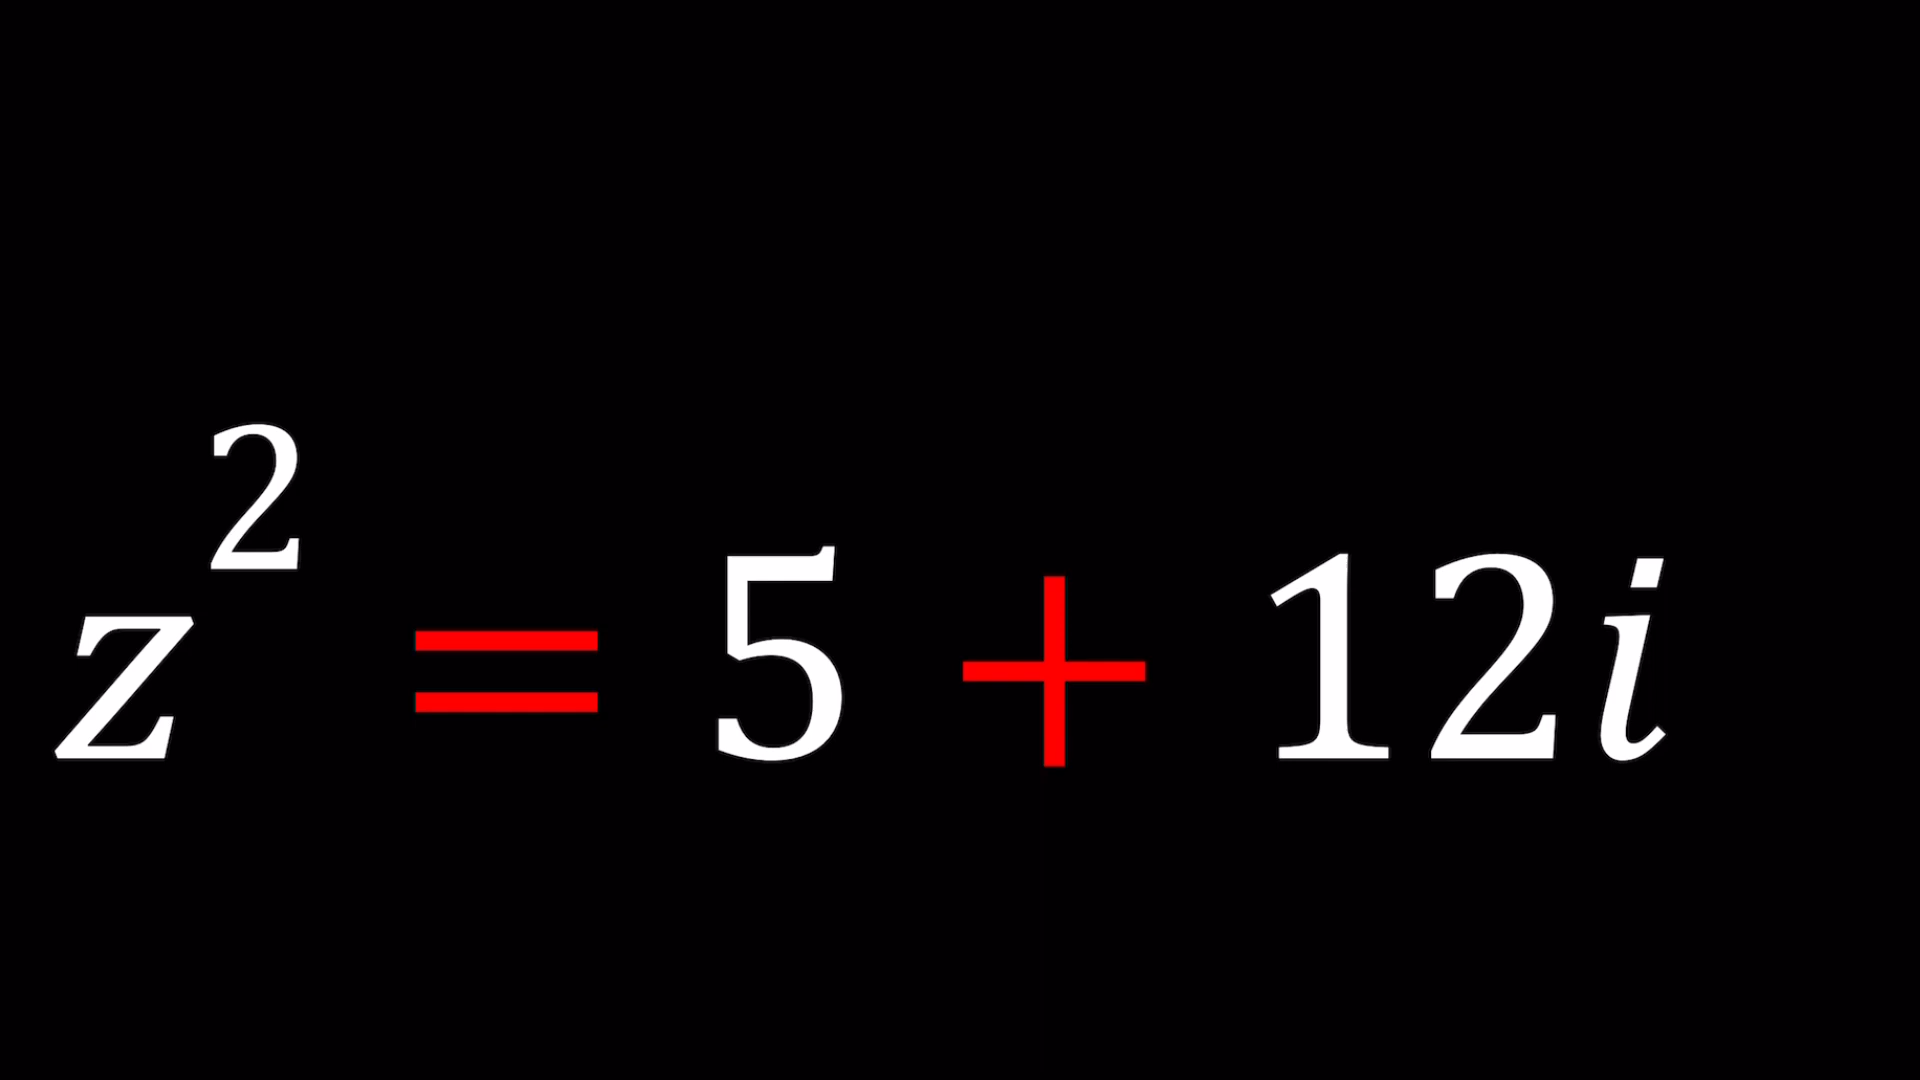 z² = 5 + 12i